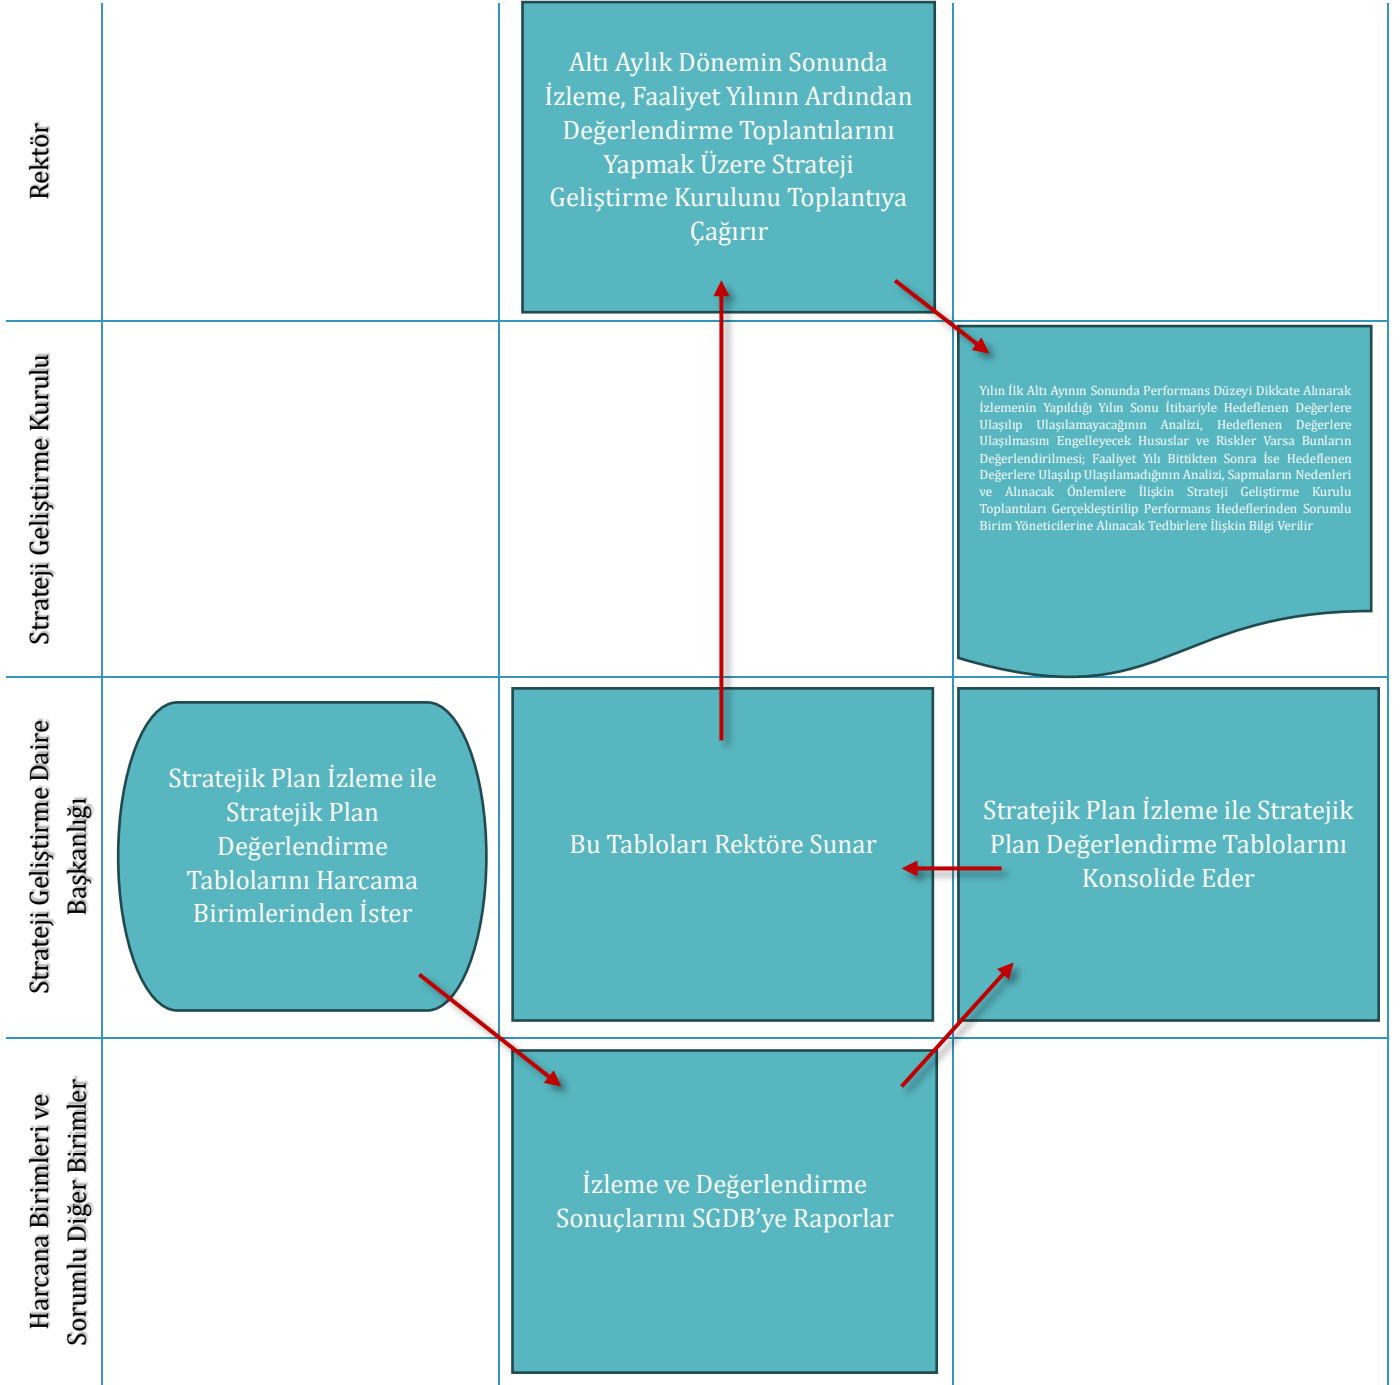 Rektör
Altı Aylık Dönemin Sonunda
İzleme, Faaliyet Yılının Ardından
Değerlendirme Toplantılarını
Yapmak Üzere Strateji
Geliştirme Kurulunu Toplantıya
Çağırır
Strateji Geliştirme Kurulu
Yılın İlk Altı Ayının Sonunda Performans Düzeyi Dikkate Alınarak
İzlemenin Yapıldığı Yılın Sonu İtibariyle Hedeflenen Değerlere
Ulaşılıp Ulaşılamayacağının Analizi, Hedeflenen Değerlere
Ulaşılmasını Engelleyecek Hususlar ve Riskler Varsa Bunların
Değerlendirilmesi; Faaliyet Yılı Bittikten Sonra İse Hedeflenen
Değerlere Ulaşılıp Ulaşılamadığının Analizi, Sapmaların Nedenleri
ve Alınacak Önlemlere İlişkin Strateji Geliştirme Kurulu
Toplantıları Gerçekleştirilip Performans Hedeflerinden Sorumlu
Birim Yöneticilerine Alınacak Tedbirlere İlişkin Bilgi Verilir
Strateji Geliştirme Daire
Başkanlığı
Stratejik Plan İzleme ile
Stratejik Plan
Değerlendirme
Tablolarını Harcama
Birimlerinden İster
Bu Tabloları Rektöre Sunar
Stratejik Plan İzleme ile Stratejik
Plan Değerlendirme Tablolarını
Konsolide Eder
Harcana Birimleri ve
Sorumlu Diğer Birimler
İzleme ve Değerlendirme
Sonuçlarını SGDB’ye Raporlar